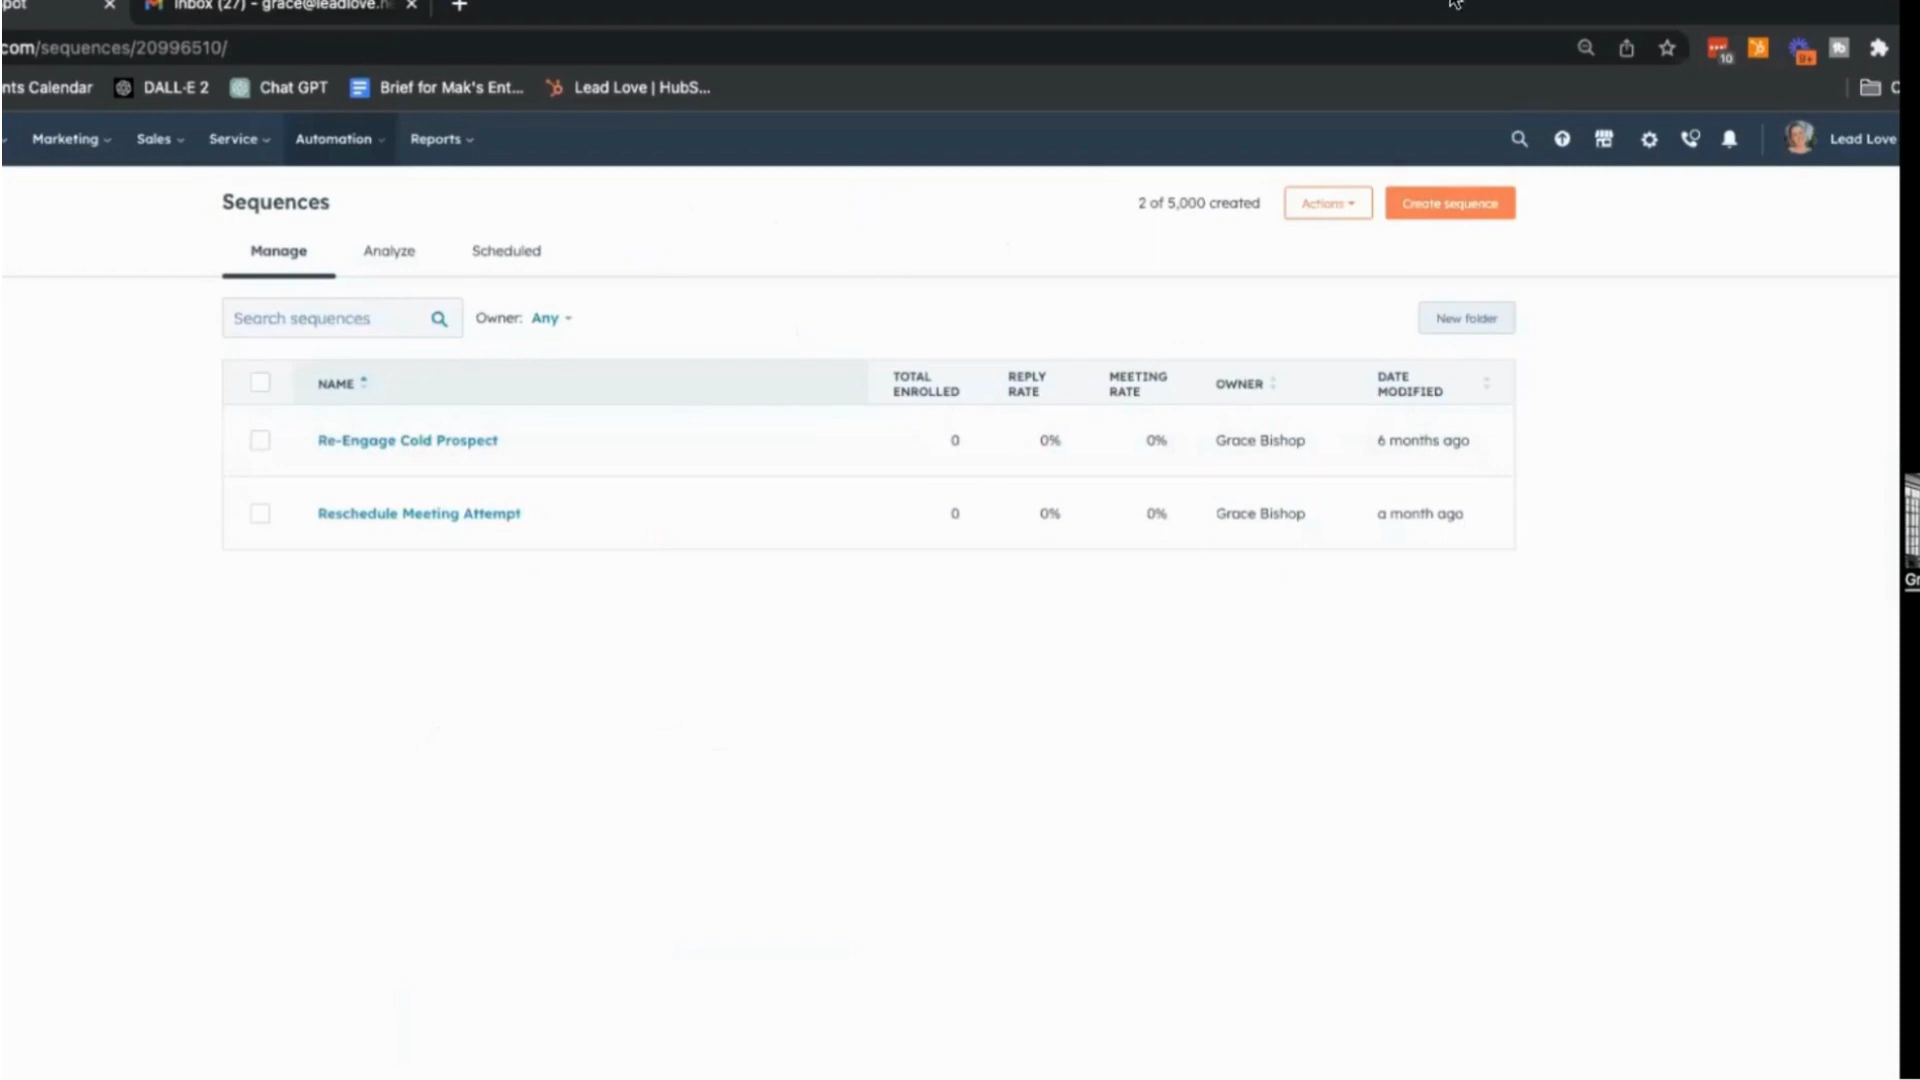 pot Inbox (27) - grace@leadlove.n
com/sequences/20996510/
10 9+
nts Calendar DALL-E 2 Chat GPT Brief for Mak's Ent... Lead Love | HubS...
Marketing Sales Service Automation Reports Lead Love
Sequences 2 of 5,000 created Actions Create sequence
Manage Analyze Scheduled
Search sequences Owner: Any New folder
NAME TOTAL ENROLLED REPLY RATE MEETING RATE OWNER DATE MODIFIED
Re-Engage Cold Prospect 0 0% 0% Grace Bishop 6 months ago
Reschedule Meeting Attempt 0 0% 0% Grace Bishop a month ago
Gr